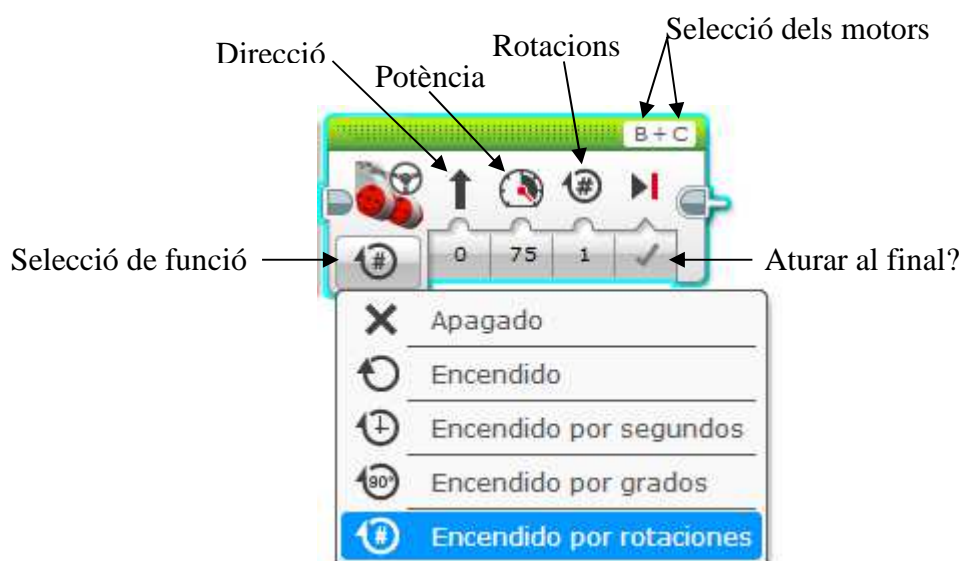 Selecció dels motors
Rotacions
Direcció
Potència
B + C
#
Selecció de funció
#
0
75
1
Aturar al final?
Apagado
Encendido
Encendido por segundos
90°
Encendido por grados
#
Encendido por rotaciones